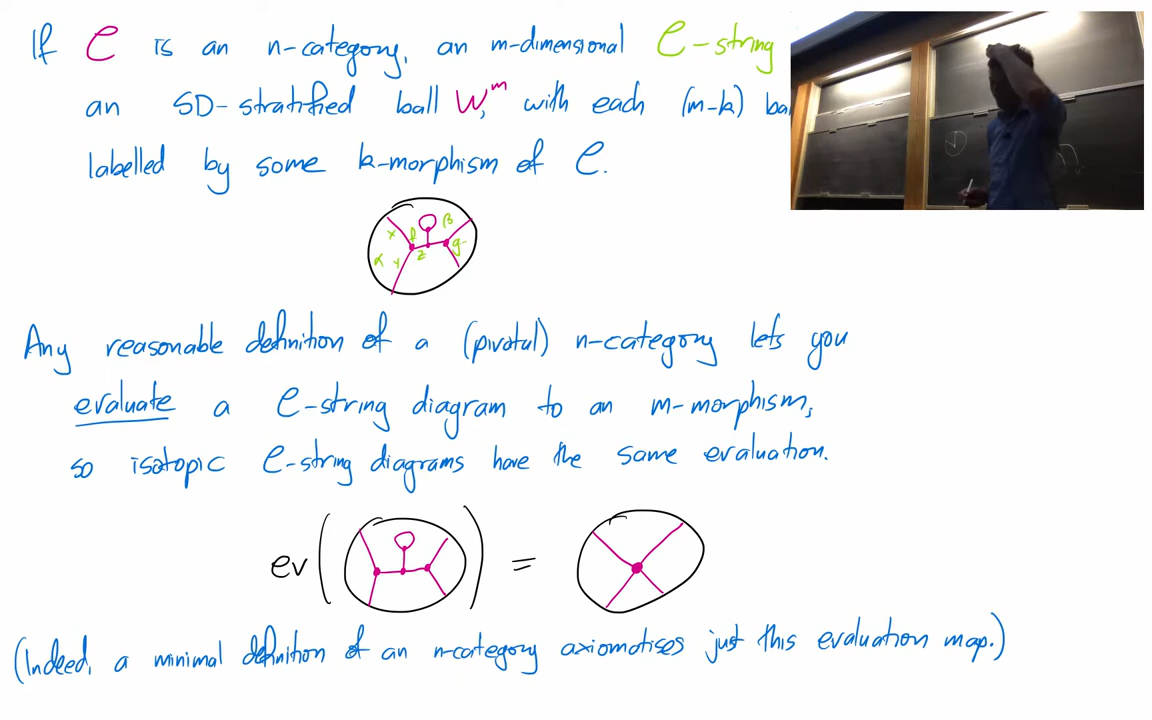 If C is an n-category, an m-dimensional C-string
an SD-stratified ball W^m, with each (m-k)
labelled by some k-morphism of C.
x f β
α y z g
Any reasonable definition of a (pivotal) n-category lets you
evaluate a C-string diagram to an m-morphism,
so isotopic C-string diagrams have the same evaluation.
ev( ) =
(Indeed, a minimal definition of an n-category axiomatises just this evaluation map.)